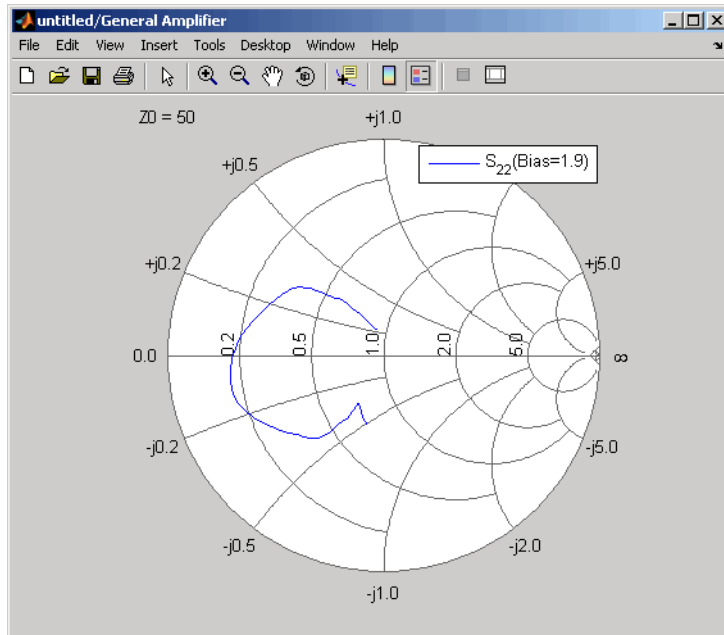 untitled/General Amplifier
File Edit View Insert Tools Desktop Window Help
Z0 = 50
+j1.0
S22(Bias=1.9)
+j0.5
+j0.2
+j5.0
0.0
0.2
0.5
1.0
2.0
5.0
∞
-j0.2
-j5.0
-j0.5
-j2.0
-j1.0